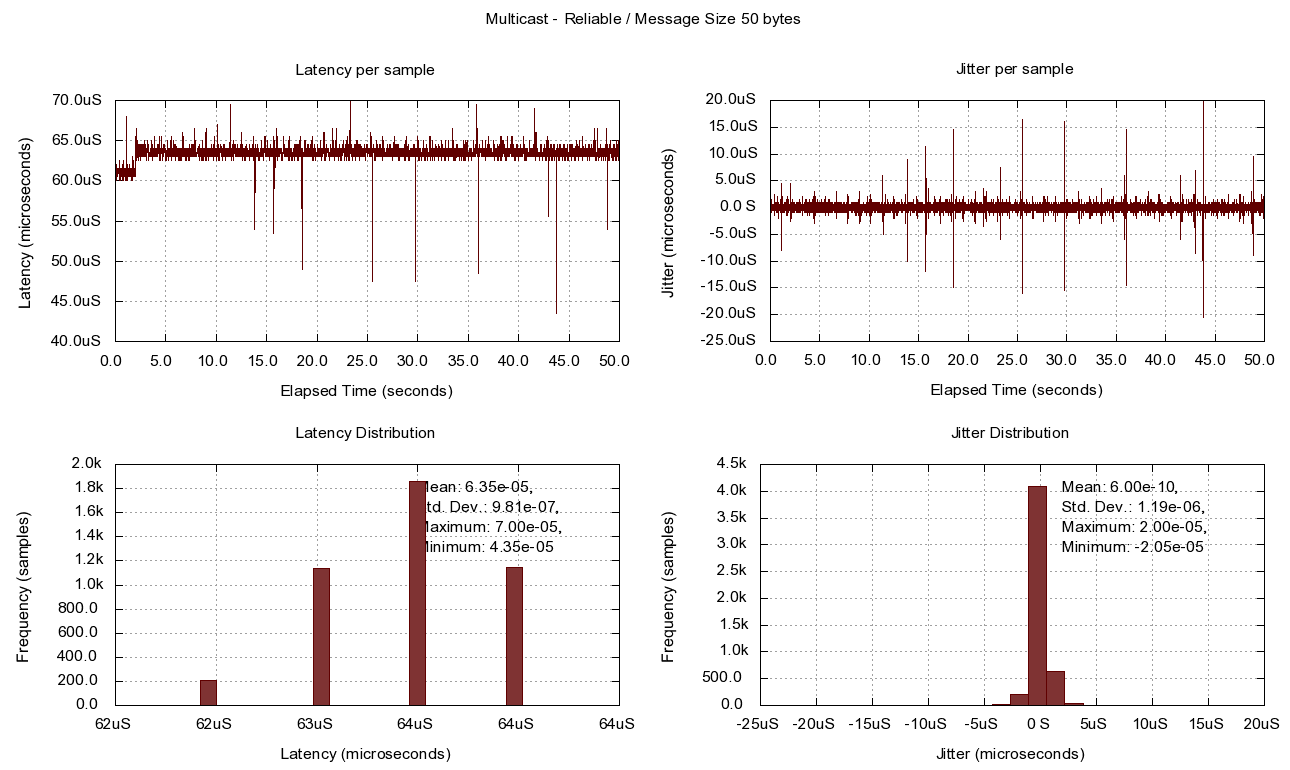 Multicast - Reliable / Message Size 50 bytes
Latency per sample
70.0uS
65.0uS
60.0uS
55.0uS
50.0uS
45.0uS
40.0uS
Latency (microseconds)
0.0 5.0 10.0 15.0 20.0 25.0 30.0 35.0 40.0 45.0 50.0
Elapsed Time (seconds)
Jitter per sample
20.0uS
15.0uS
10.0uS
5.0uS
0.0 S
-5.0uS
-10.0uS
-15.0uS
-20.0uS
-25.0uS
Jitter (microseconds)
0.0 5.0 10.0 15.0 20.0 25.0 30.0 35.0 40.0 45.0 50.0
Elapsed Time (seconds)
Latency Distribution
2.0k
1.8k
1.6k
1.4k
1.2k
1.0k
800.0
600.0
400.0
200.0
0.0
Frequency (samples)
Mean: 6.35e-05,
Std. Dev.: 9.81e-07,
Maximum: 7.00e-05,
Minimum: 4.35e-05
62uS 62uS 63uS 64uS 64uS 64uS
Latency (microseconds)
Jitter Distribution
4.5k
4.0k
3.5k
3.0k
2.5k
2.0k
1.5k
1.0k
500.0
0.0
Frequency (samples)
Mean: 6.00e-10,
Std. Dev.: 1.19e-06,
Maximum: 2.00e-05,
Minimum: -2.05e-05
-25uS -20uS -15uS -10uS -5uS 0 S 5uS 10uS 15uS 20uS
Jitter (microseconds)